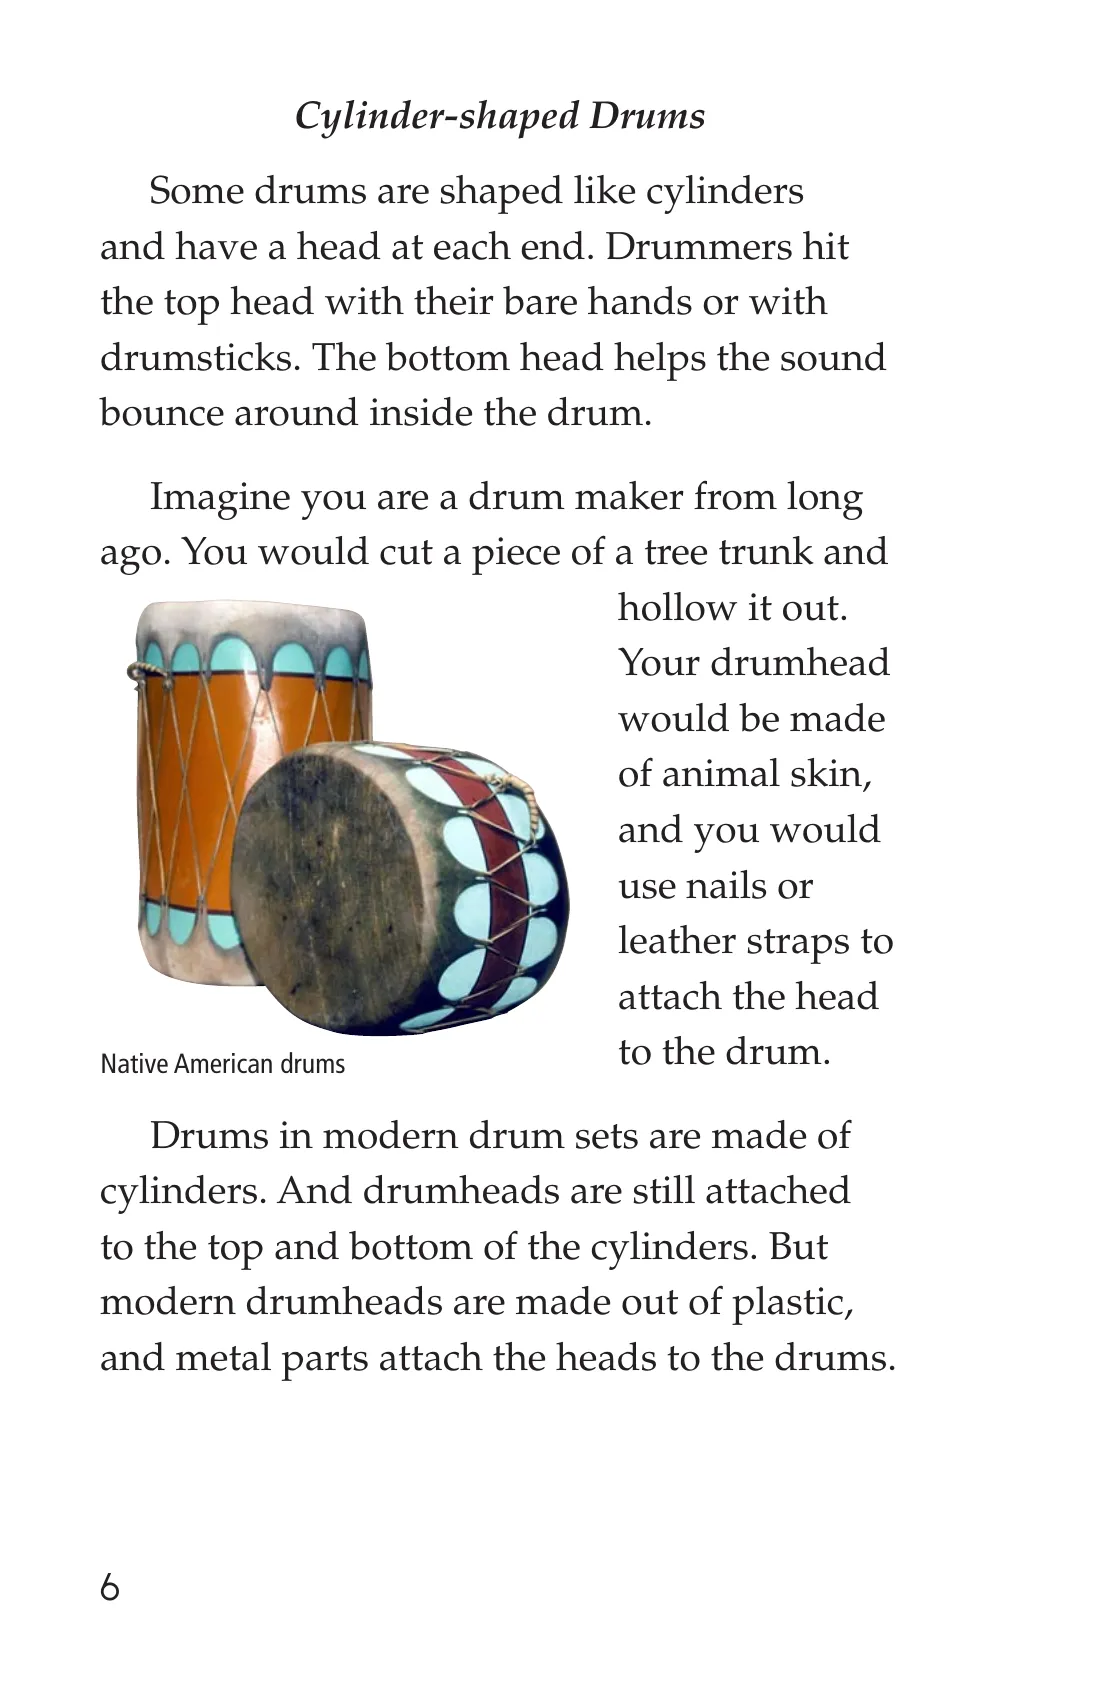 Cylinder-shaped Drums
Some drums are shaped like cylinders
and have a head at each end. Drummers hit
the top head with their bare hands or with
drumsticks. The bottom head helps the sound
bounce around inside the drum.
Imagine you are a drum maker from long
ago. You would cut a piece of a tree trunk and
hollow it out.
Your drumhead
would be made
of animal skin,
and you would
use nails or
leather straps to
attach the head
to the drum.
Native American drums
Drums in modern drum sets are made of
cylinders. And drumheads are still attached
to the top and bottom of the cylinders. But
modern drumheads are made out of plastic,
and metal parts attach the heads to the drums.
6